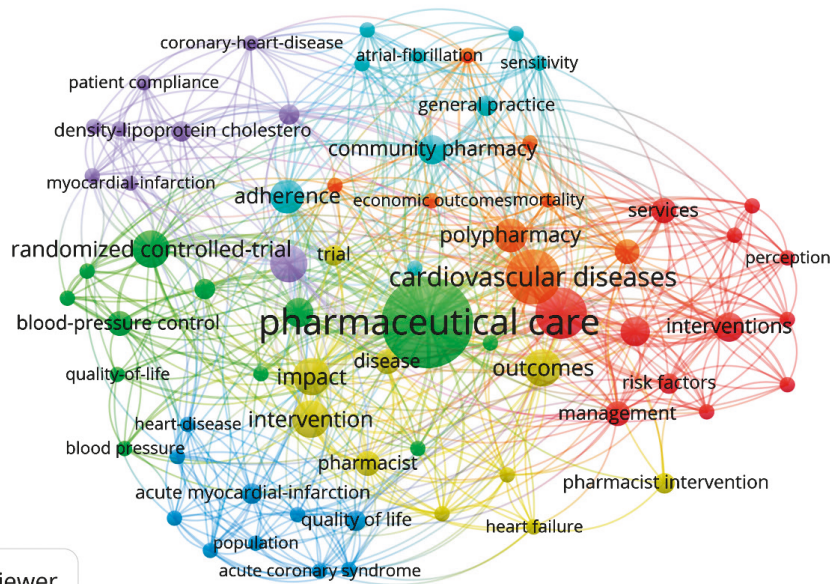 coronary-heart-disease
atrial-fibrillation
sensitivity
patient compliance
general practice
density-lipoprotein cholestero
community pharmacy
myocardial-infarction
adherence
economic outcomes
mortality
services
randomized controlled-trial
trial
polypharmacy
perception
cardiovascular diseases
blood-pressure control
pharmaceutical care
interventions
quality-of-life
impact
disease
outcomes
risk factors
heart-disease
intervention
management
blood pressure
pharmacist
pharmacist intervention
acute myocardial-infarction
quality of life
heart failure
population
acute coronary syndrome
iewer